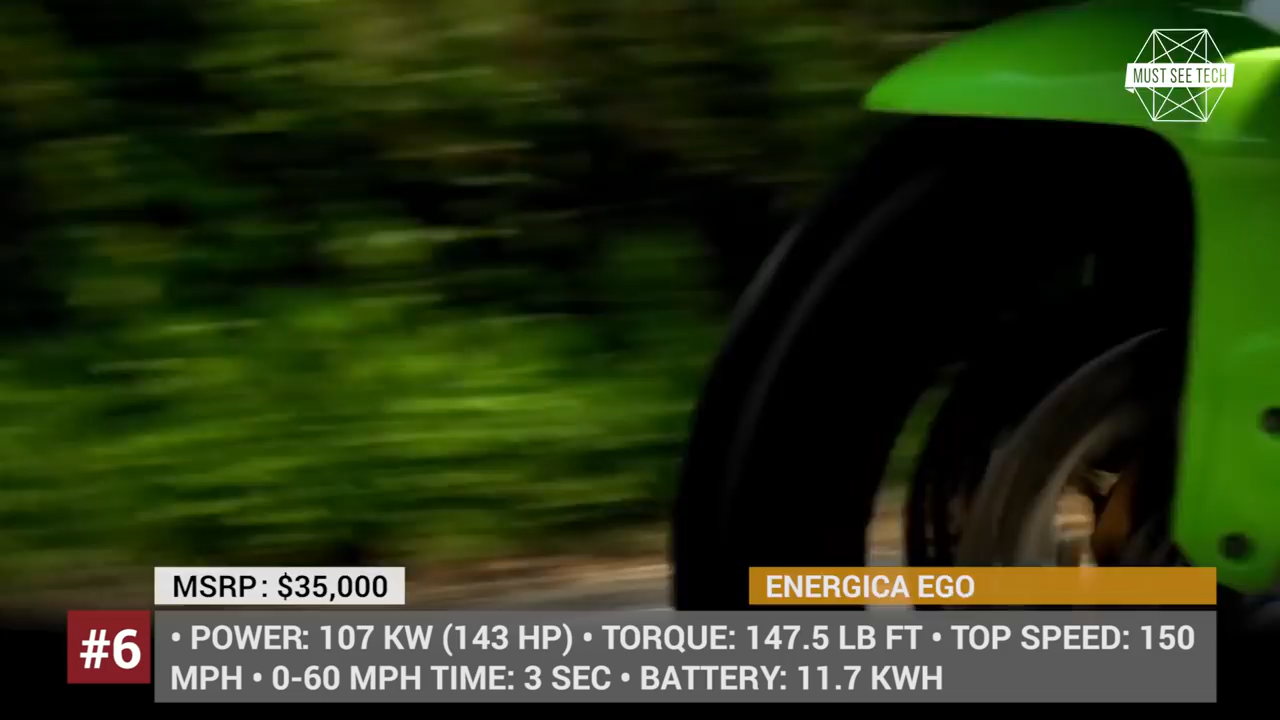 MUST SEE TECH
MSRP: $35,000
ENERGICA EGO
#6
• POWER: 107 KW (143 HP) • TORQUE: 147.5 LB FT • TOP SPEED: 150
MPH • 0-60 MPH TIME: 3 SEC • BATTERY: 11.7 KWH